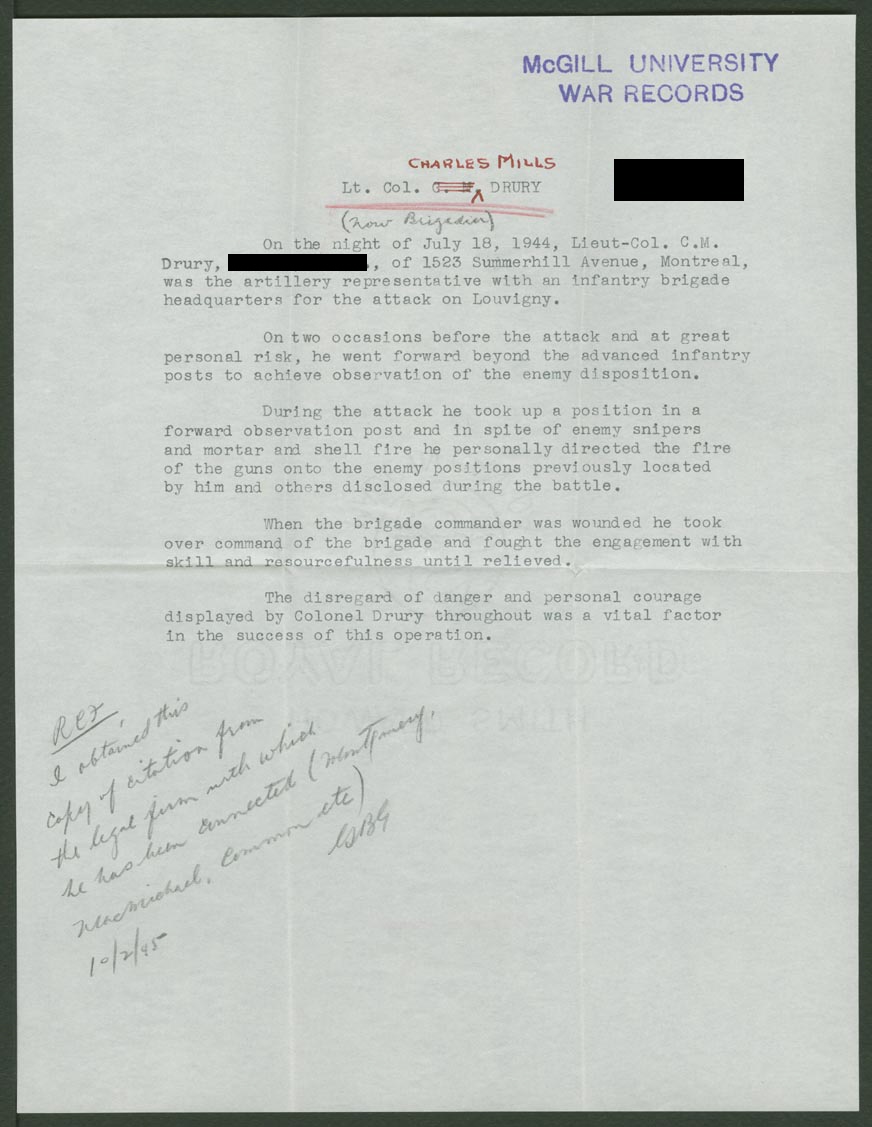 McGILL UNIVERSITY
WAR RECORDS
CHARLES MILLS
Lt. Col. C. M. DRURY
(now Brigadier)
On the night of July 18, 1944, Lieut-Col. C.M.
Drury, ., of 1523 Summerhill Avenue, Montreal,
was the artillery representative with an infantry brigade
headquarters for the attack on Louvigny.
On two occasions before the attack and at great
personal risk, he went forward beyond the advanced infantry
posts to achieve observation of the enemy disposition.
During the attack he took up a position in a
forward observation post and in spite of enemy snipers
and mortar and shell fire he personally directed the fire
of the guns onto the enemy positions previously located
by him and others disclosed during the battle.
When the brigade commander was wounded he took
over command of the brigade and fought the engagement with
skill and resourcefulness until relieved.
The disregard of danger and personal courage
displayed by Colonel Drury throughout was a vital factor
in the success of this operation.
ROYAL RECORD
SMITH
I obtained this
copy of citation from
the legal firm with which
he has been connected (Montgomery,
MacMichael, Common etc)
10/2/45